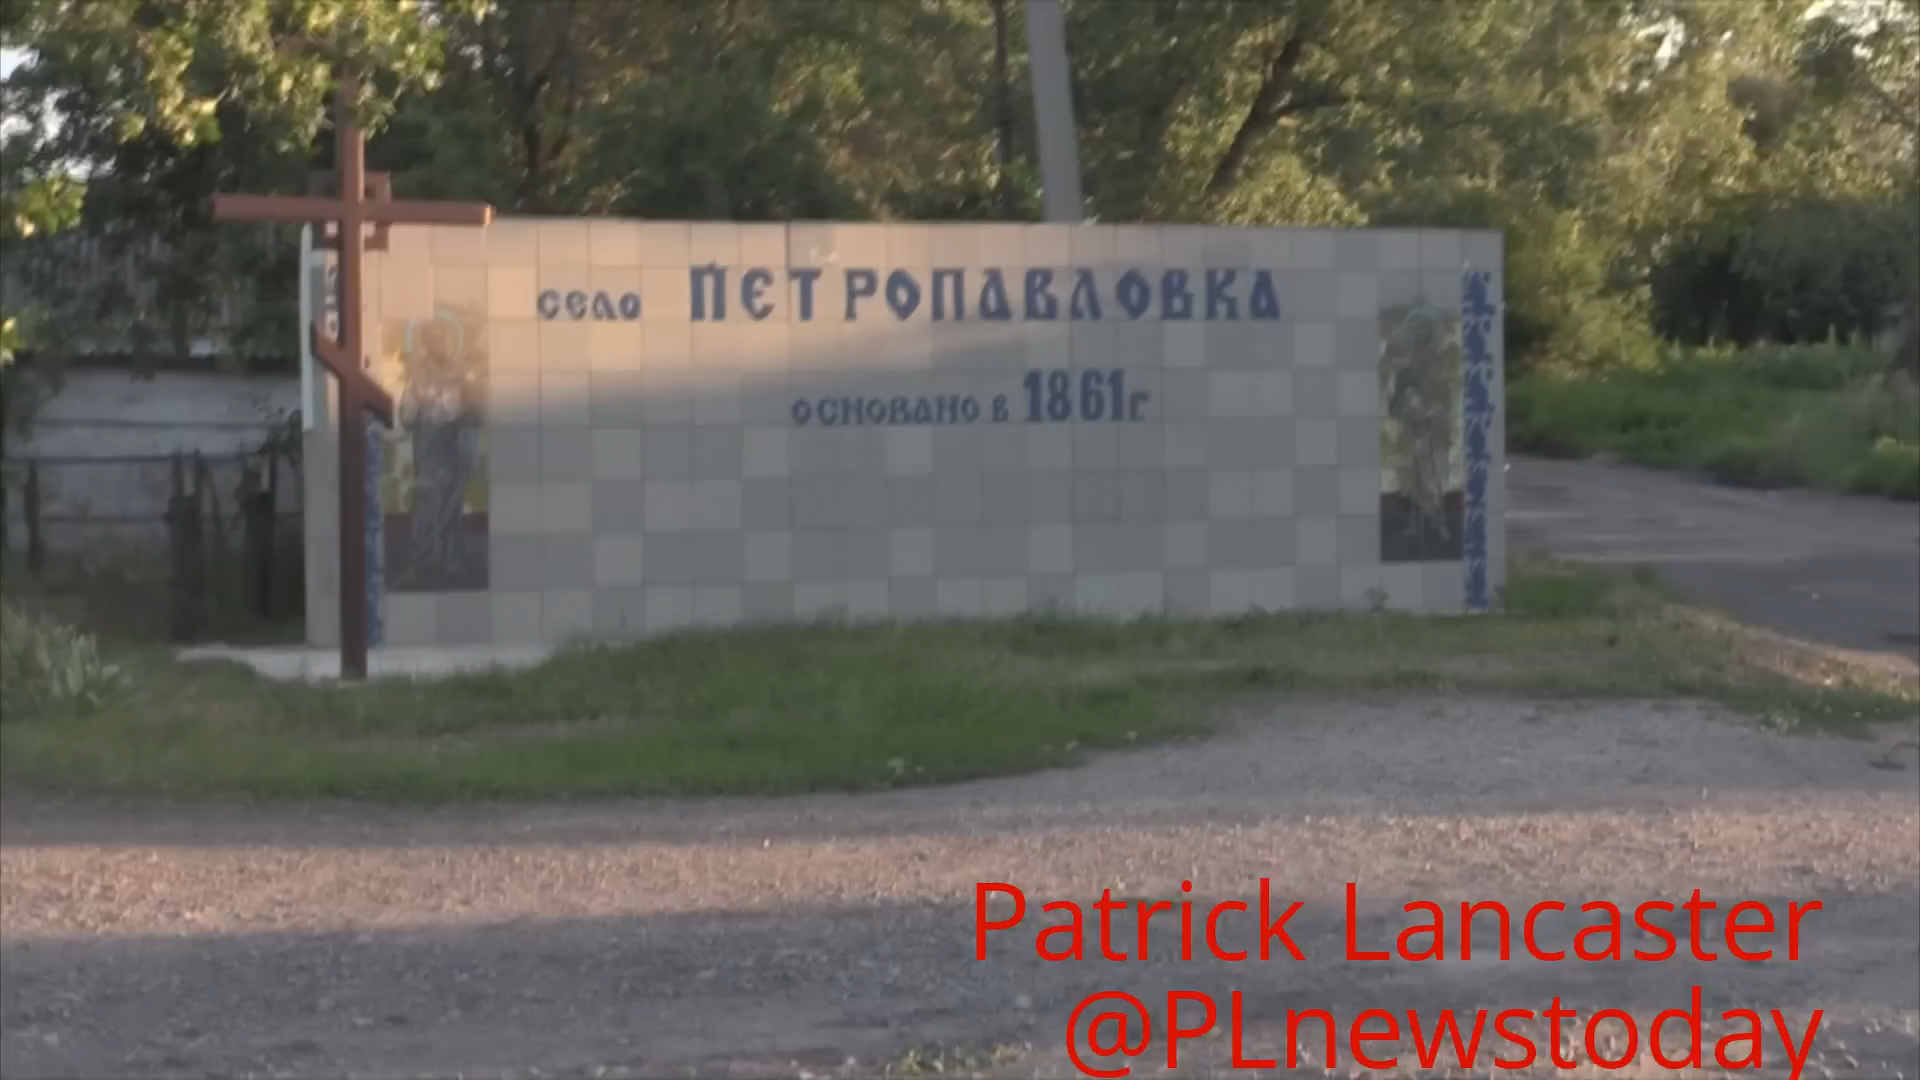 село ПЕТРОПАВЛОВКА
основано в 1861г
Patrick Lancaster
@PLnewstoday